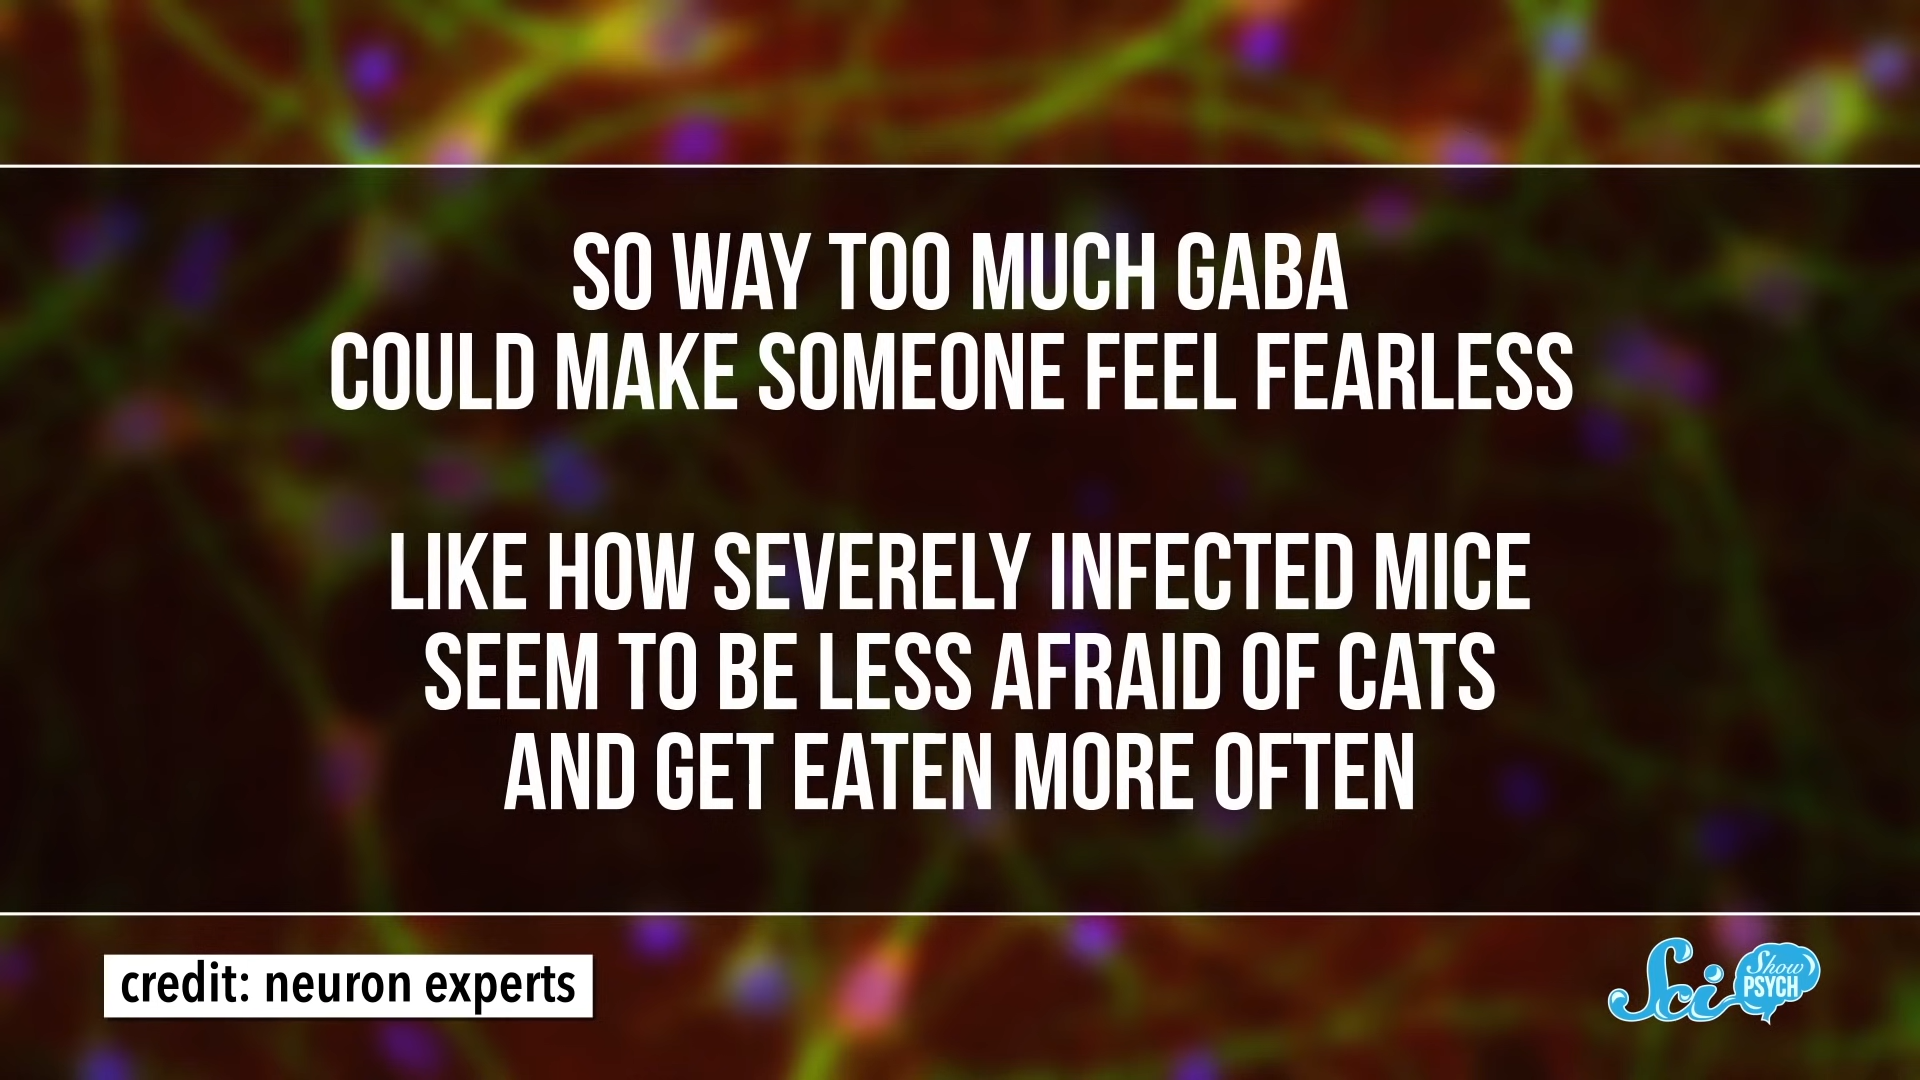 SO WAY TOO MUCH GABA
COULD MAKE SOMEONE FEEL FEARLESS
LIKE HOW SEVERELY INFECTED MICE
SEEM TO BE LESS AFRAID OF CATS
AND GET EATEN MORE OFTEN
credit: neuron experts
Sci Show
PSYCH